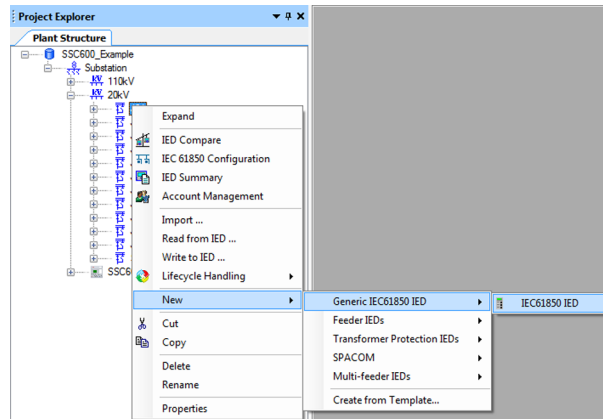 Project Explorer
Plant Structure
SSC600_Example
Substation
110kV
20kV
SSC6
Expand
IED Compare
IEC 61850 Configuration
IED Summary
Account Management
Import ...
Read from IED ...
Write to IED ...
Lifecycle Handling
New
Cut
Copy
Delete
Rename
Properties
Generic IEC61850 IED
Feeder IEDs
Transformer Protection IEDs
SPACOM
Multi-feeder IEDs
Create from Template...
IEC61850 IED